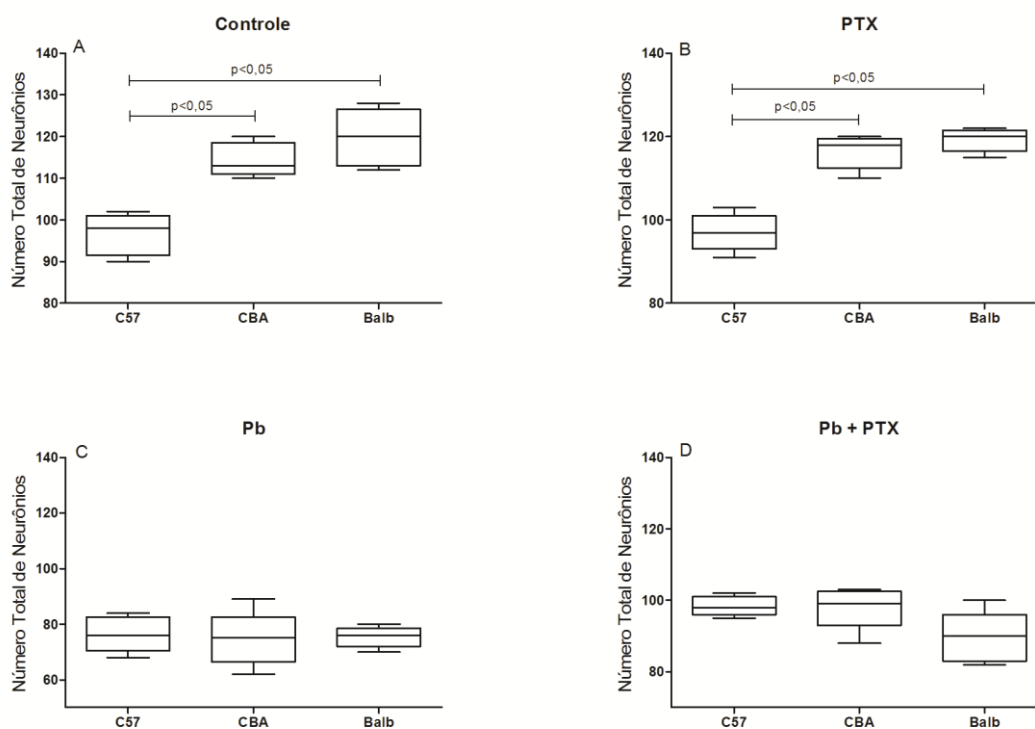 Controle
A
Número Total de Neurônios
140
130
120
110
100
90
80
p<0,05
p<0,05
C57
CBA
Balb
PTX
B
Número Total de Neurônios
140
120
100
80
p<0,05
p<0,05
C57
CBA
Balb
Pb
C
Número Total de Neurônios
140
120
100
80
60
C57
CBA
Balb
Pb + PTX
D
Número Total de Neurônios
140
120
100
80
C57
CBA
Balb